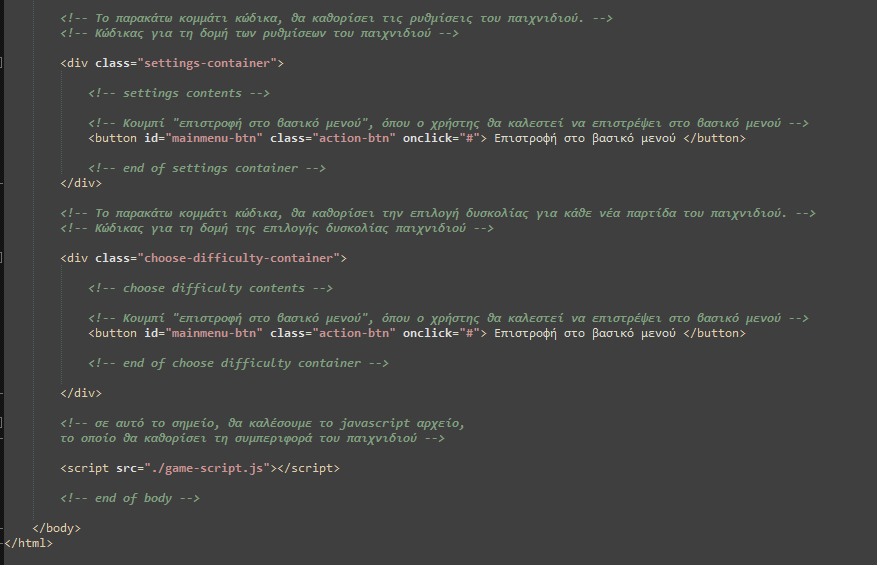 <!-- Το παρακάτω κομμάτι κώδικα, θα καθορίσει τις ρυθμίσεις του παιχνιδιού. -->
<!-- Κώδικας για τη δομή των ρυθμίσεων του παιχνιδιού -->
<div class="settings-container">
<!-- settings contents -->
<!-- Κουμπί "επιστροφή στο βασικό μενού", όπου ο χρήστης θα καλεστεί να επιστρέψει στο βασικό μενού -->
<button id="mainmenu-btn" class="action-btn" onclick="#"> Επιστροφή στο βασικό μενού </button>
<!-- end of settings container -->
</div>
<!-- Το παρακάτω κομμάτι κώδικα, θα καθορίσει την επιλογή δυσκολίας για κάθε νέα παρτίδα του παιχνιδιού. -->
<!-- Κώδικας για τη δομή της επιλογής δυσκολίας παιχνιδιού -->
<div class="choose-difficulty-container">
<!-- choose difficulty contents -->
<!-- Κουμπί "επιστροφή στο βασικό μενού", όπου ο χρήστης θα καλεστεί να επιστρέψει στο βασικό μενού -->
<button id="mainmenu-btn" class="action-btn" onclick="#"> Επιστροφή στο βασικό μενού </button>
<!-- end of choose difficulty container -->
</div>
<!-- σε αυτό το σημείο, θα καλέσουμε το javascript αρχείο,
το οποίο θα καθορίσει τη συμπεριφορά του παιχνιδιού -->
<script src="./game-script.js"></script>
<!-- end of body -->
</body>
</html>